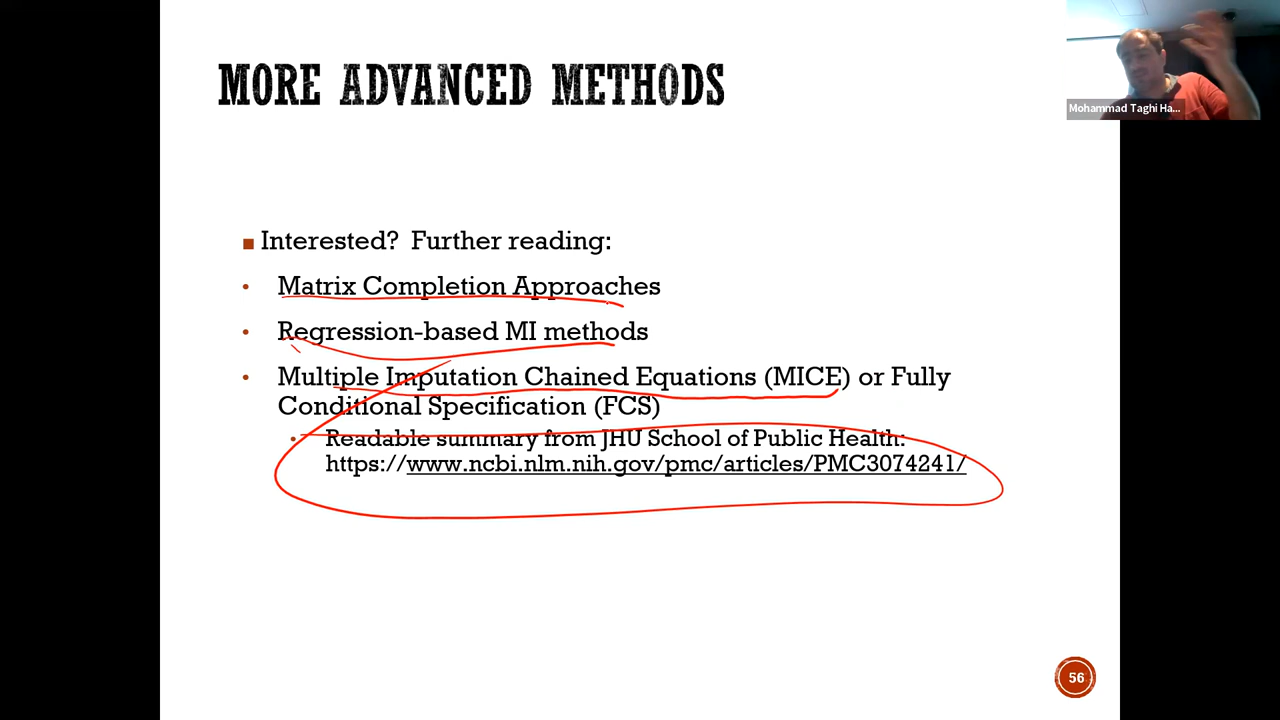 MORE ADVANCED METHODS
Mohammad Taghi Ha...
Interested? Further reading:
Matrix Completion Approaches
Regression-based MI methods
Multiple Imputation Chained Equations (MICE) or Fully
Conditional Specification (FCS)
Readable summary from JHU School of Public Health:
https://www.ncbi.nlm.nih.gov/pmc/articles/PMC3074241/
56